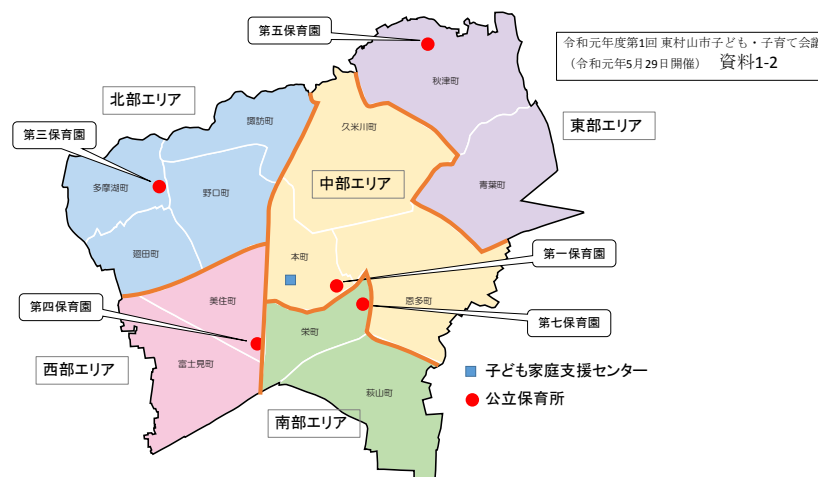 第五保育園
令和元年度第1回 東村山市子ども・子育て会議
(令和元年5月29日開催) 資料1-2
秋津町
北部エリア
諏訪町
久米川町
東部エリア
第三保育園
多摩湖町
野口町
中部エリア
青葉町
廻田町
本町
第一保育園
美住町
恩多町
第四保育園
栄町
第七保育園
富士見町
西部エリア
子ども家庭支援センター
萩山町
公立保育所
南部エリア